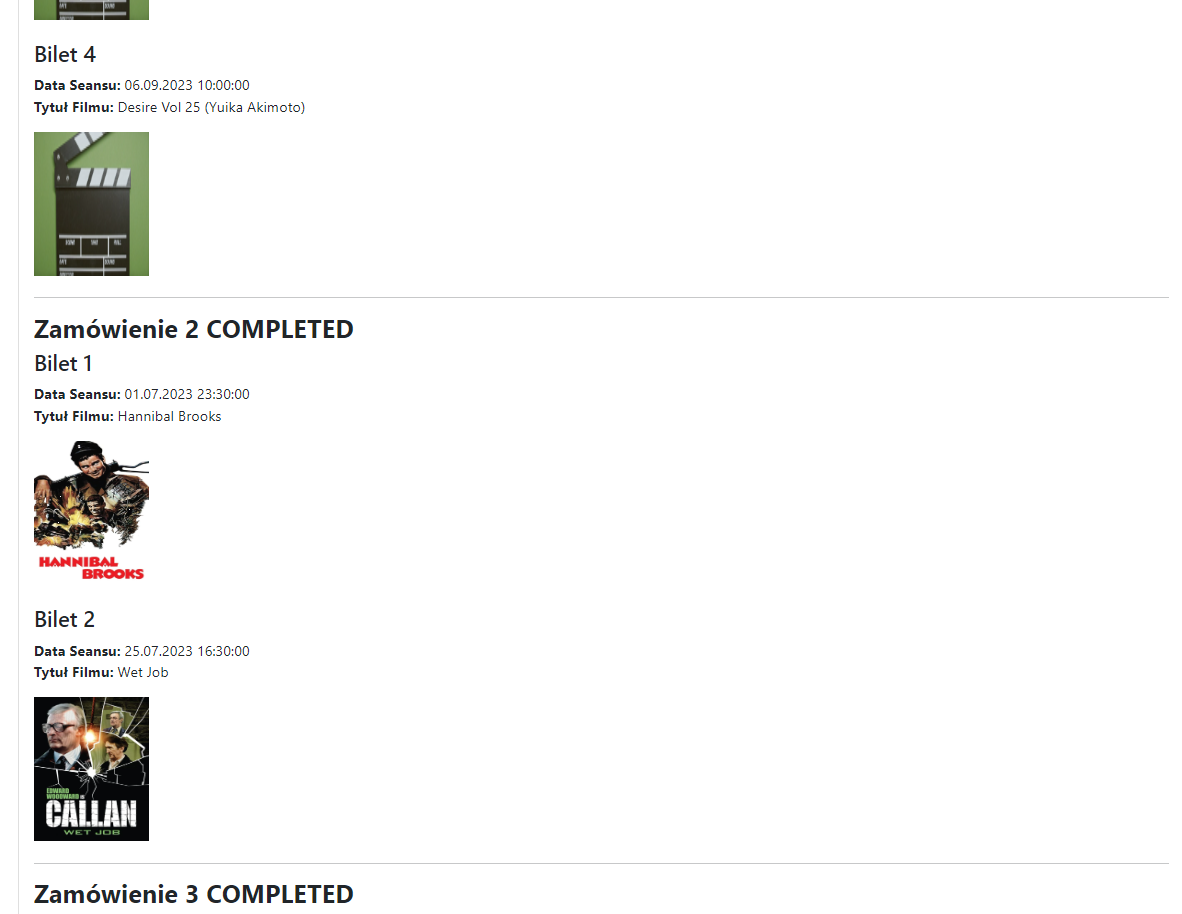 Bilet 4
Data Seansu: 06.09.2023 10:00:00
Tytuł Filmu: Desire Vol 25 (Yuika Akimoto)
Zamówienie 2 COMPLETED
Bilet 1
Data Seansu: 01.07.2023 23:30:00
Tytuł Filmu: Hannibal Brooks
HANNIBAL
BROOKS
Bilet 2
Data Seansu: 25.07.2023 16:30:00
Tytuł Filmu: Wet Job
EDWARD
WOODWARD IS
CALLAN
WET JOB
Zamówienie 3 COMPLETED